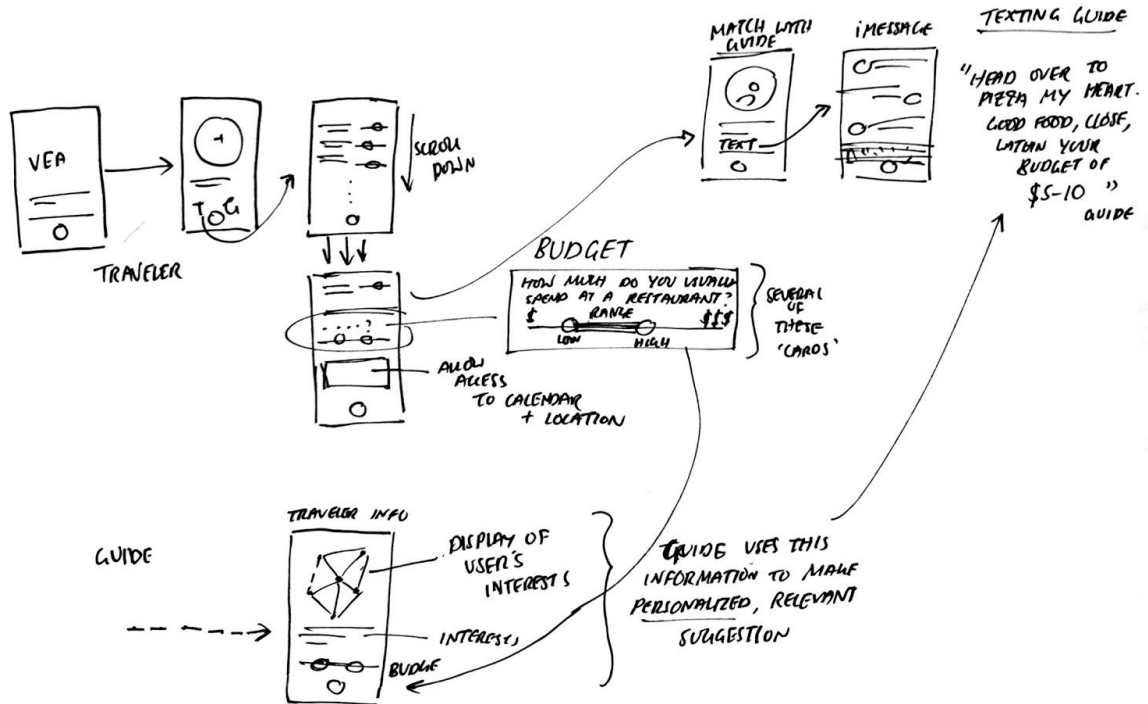 VEA
TRAVELER
T G
SCROLL
DOWN
ALLOW
ACCESS
TO CALENDAR
+ LOCATION
BUDGET
HOW MUCH DO YOU USUALLY
SPEND AT A RESTAURANT?
$ RANGE $$$
LOW HIGH
SEVERAL
OF
THESE
'CARDS'
MATCH WITH
GUIDE
TEXT
iMESSAGE
TEXTING GUIDE
"HEAD OVER TO
PIZZA MY HEART.
GOOD FOOD, CLOSE,
WITHIN YOUR
BUDGET OF
$5-10"
GUIDE
GUIDE
TRAVELER INFO
DISPLAY OF
USER'S
INTERESTS
INTERESTS
BUDGE
GUIDE USES THIS
INFORMATION TO MAKE
PERSONALIZED, RELEVANT
SUGGESTION